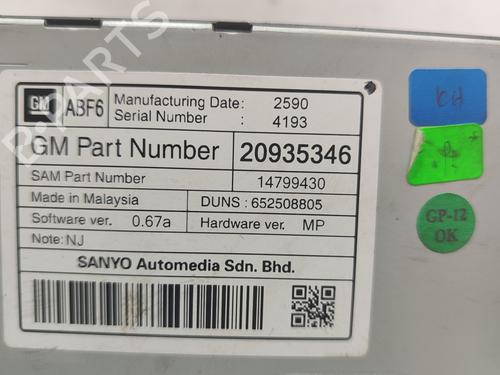 GM
ABF6
Manufacturing Date: 2590
Serial Number : 4193
GM Part Number 20935346
SAM Part Number 14799430
Made in Malaysia DUNS : 652508805
Software ver. 0.67a Hardware ver. MP
Note: NJ
SANYO Automedia Sdn. Bhd.
GP-12
OK
B-PARTS